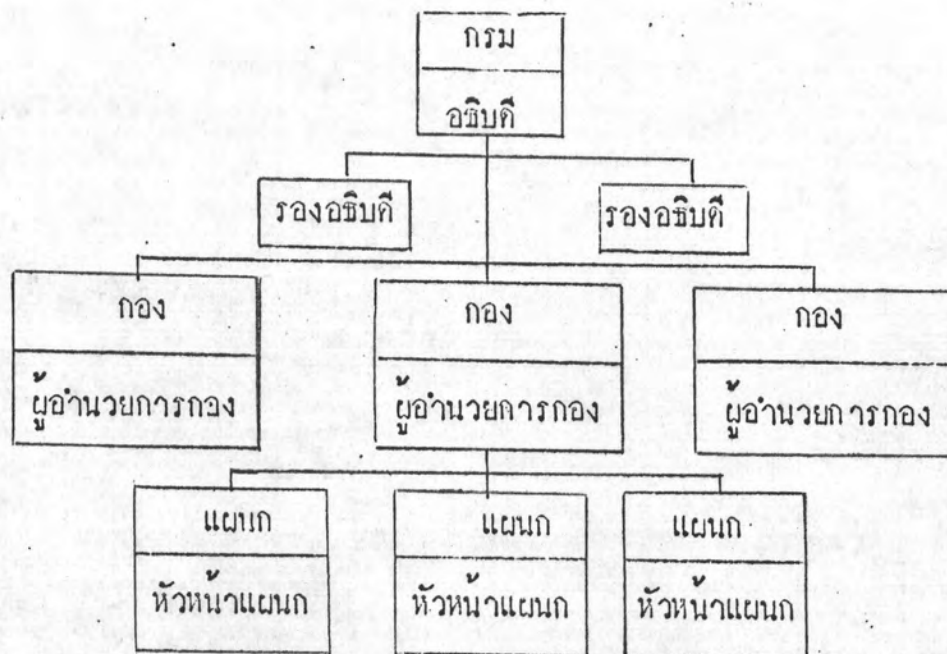 กรม
อธิบดี
รองอธิบดี รองอธิบดี
กอง กอง กอง
ผู้อำนวยการกอง ผู้อำนวยการกอง ผู้อำนวยการกอง
แผนก แผนก แผนก
หัวหน้าแผนก หัวหน้าแผนก หัวหน้าแผนก